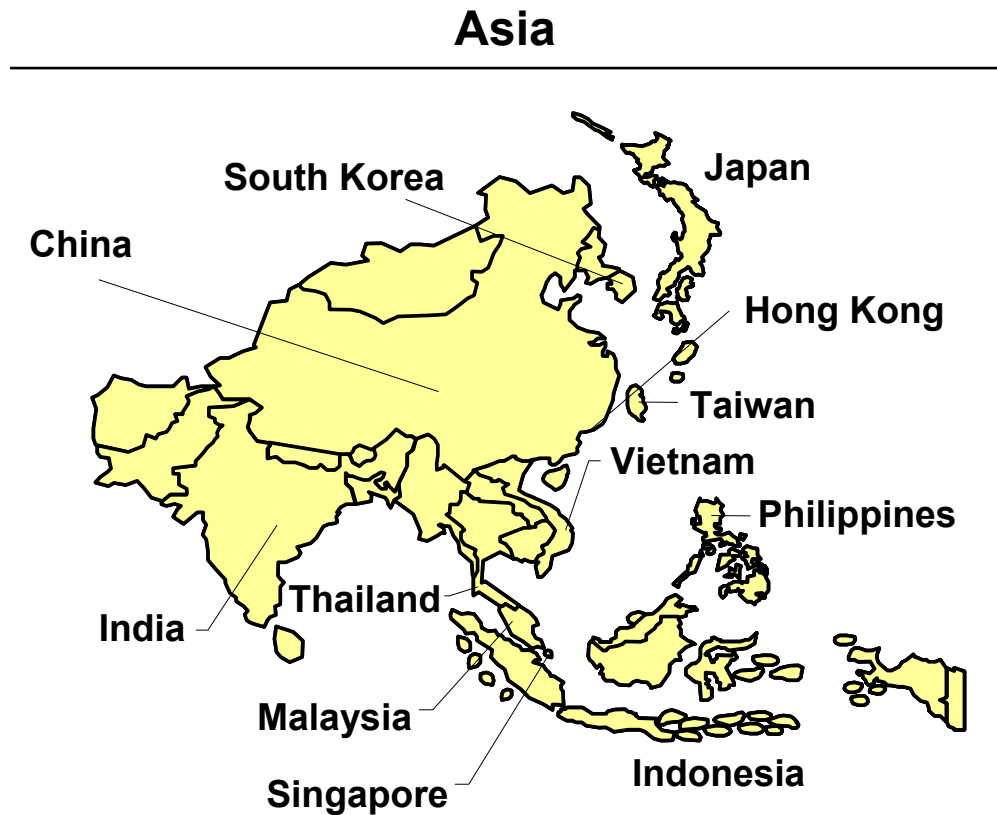 Asia
Japan
South Korea
China
Hong Kong
Taiwan
Vietnam
Philippines
Thailand
India
Malaysia
Indonesia
Singapore